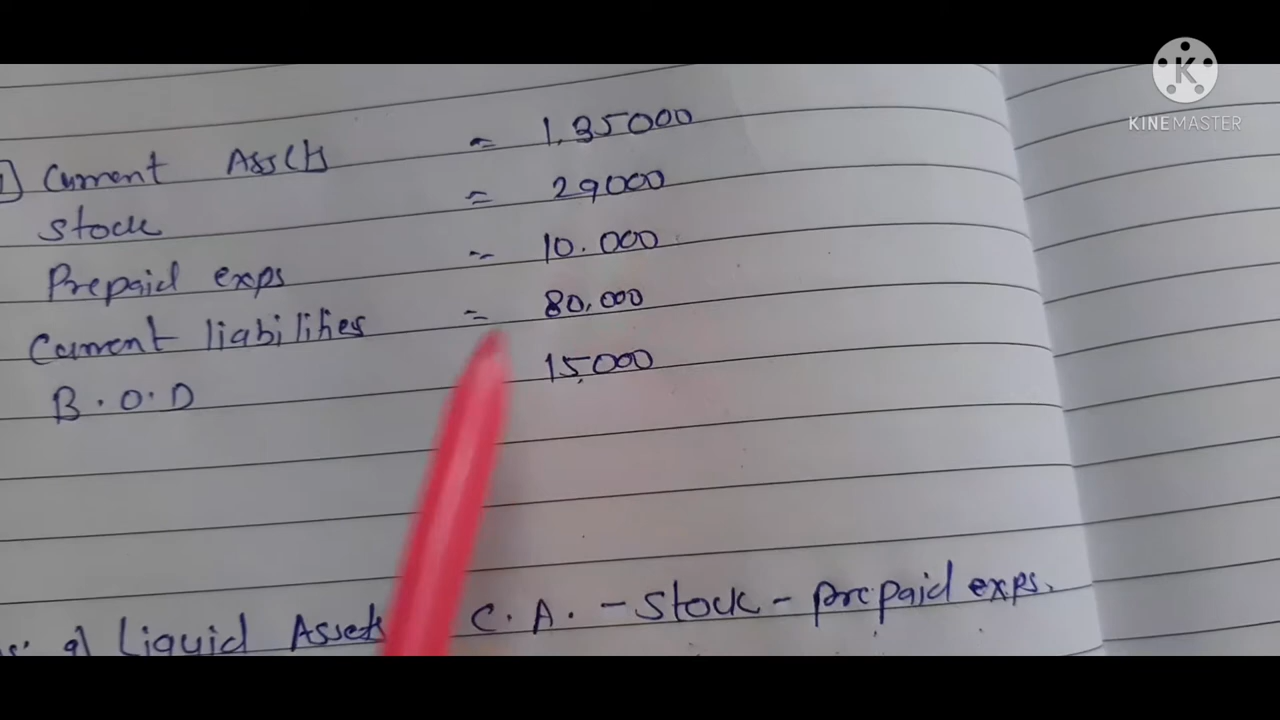 1] Current Assets = 1,35000
Stock = 29000
Prepaid exps = 10.000
Current liabilities = 80,000
B.O.D 15,000
a) Liquid Assets C.A. - Stock - prepaid exps.
K
KINEMASTER